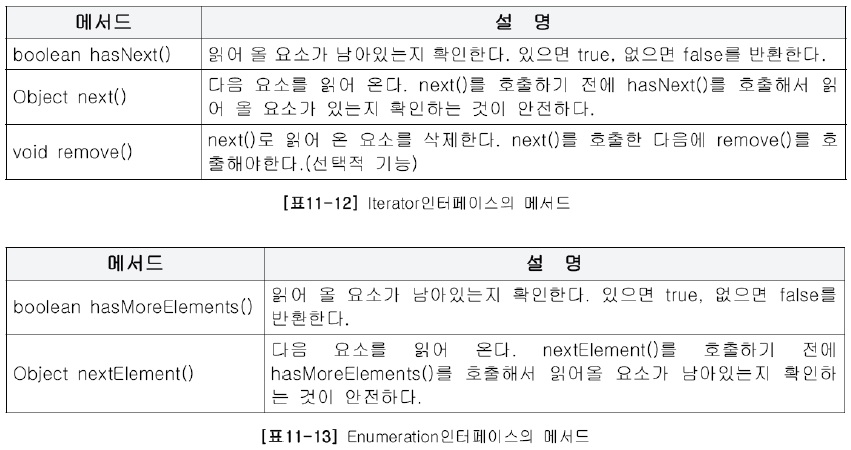 메서드 설 명
boolean hasNext() 읽어 올 요소가 남아있는지 확인한다. 있으면 true, 없으면 false를 반환한다.
Object next() 다음 요소를 읽어 온다. next()를 호출하기 전에 hasNext()를 호출해서 읽
어 올 요소가 있는지 확인하는 것이 안전하다.
void remove() next()로 읽어 온 요소를 삭제한다. next()를 호출한 다음에 remove()를 호
출해야한다.(선택적 기능)
[표11-12] Iterator인터페이스의 메서드
메서드 설 명
boolean hasMoreElements() 읽어 올 요소가 남아있는지 확인한다. 있으면 true, 없으면 false를
반환한다.
Object nextElement() 다음 요소를 읽어 온다. nextElement()를 호출하기 전에
hasMoreElements()를 호출해서 읽어올 요소가 남아있는지 확인하
는 것이 안전하다.
[표11-13] Enumeration인터페이스의 메서드